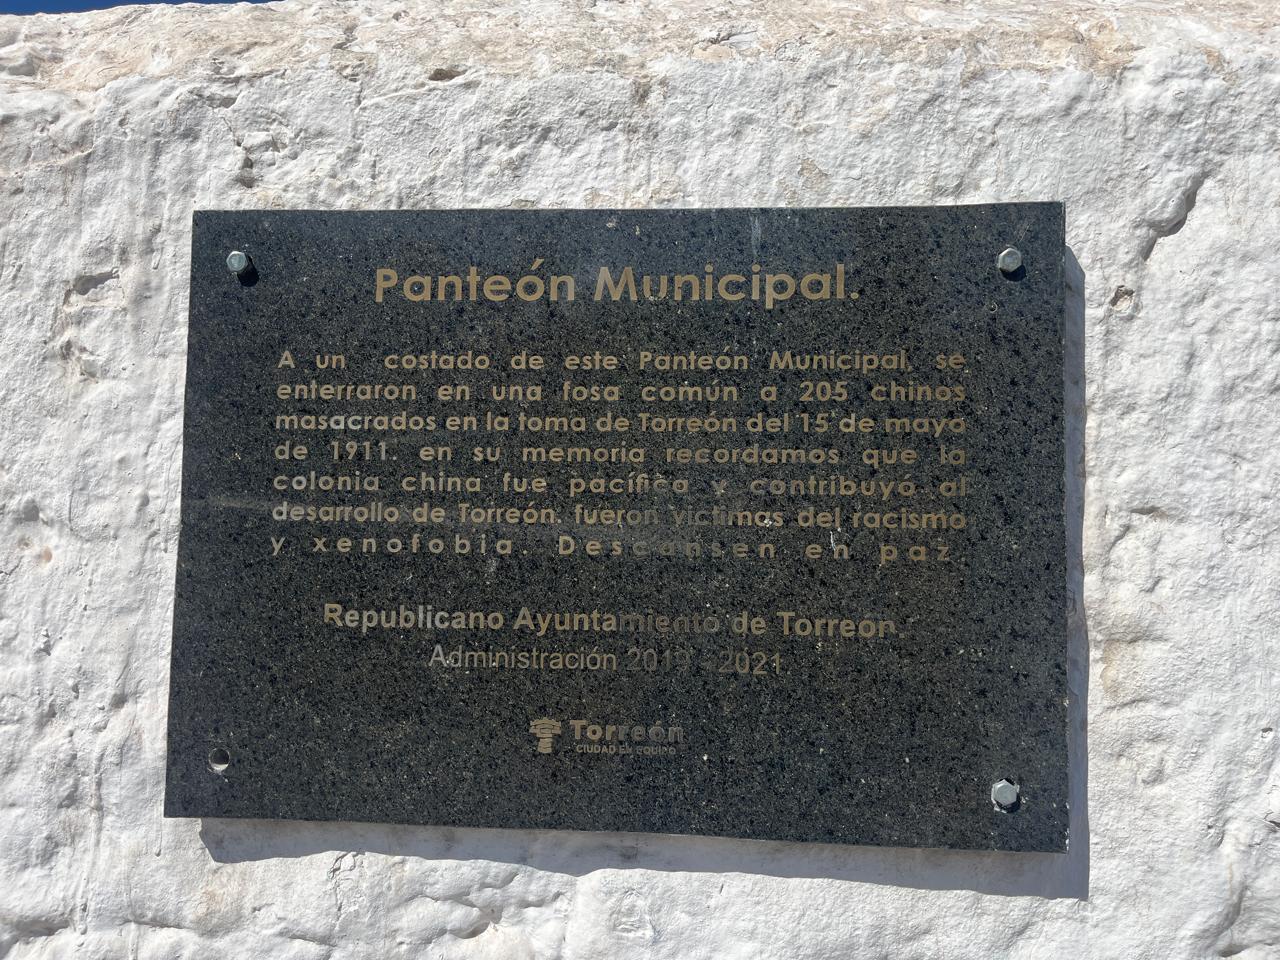 Panteón Municipal.
A un costado de este Panteón Municipal, se
enterraron en una fosa común a 205 chinos
masacrados en la toma de Torreón del 15 de mayo
de 1911. en su memoria recordamos que la
colonia china fue pacífica y contribuyó al
desarrollo de Torreón. fueron victimas del racismo
y xenofobia. Descansen en paz.
Republicano Ayuntamiento de Torreón.
Administración 2019 - 2021
Torreón
CIUDAD EN EQUIPO